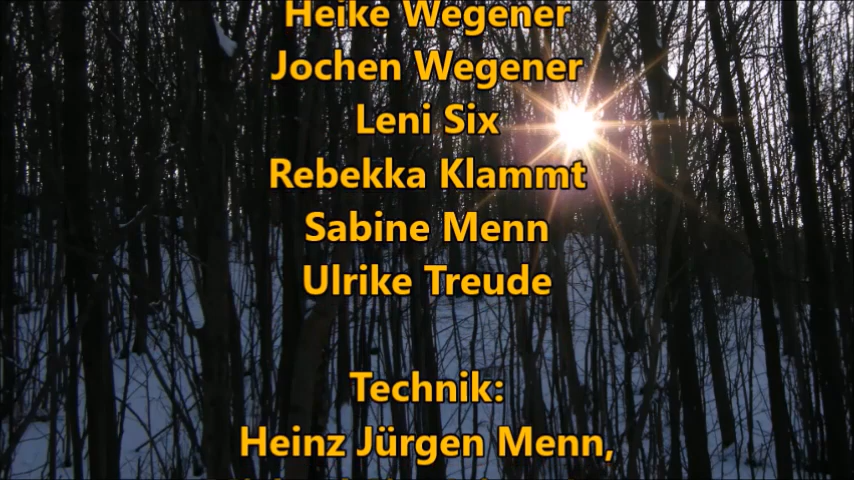 Heike Wegener
Jochen Wegener
Leni Six
Rebekka Klammt
Sabine Menn
Ulrike Treude
Technik:
Heinz Jürgen Menn,